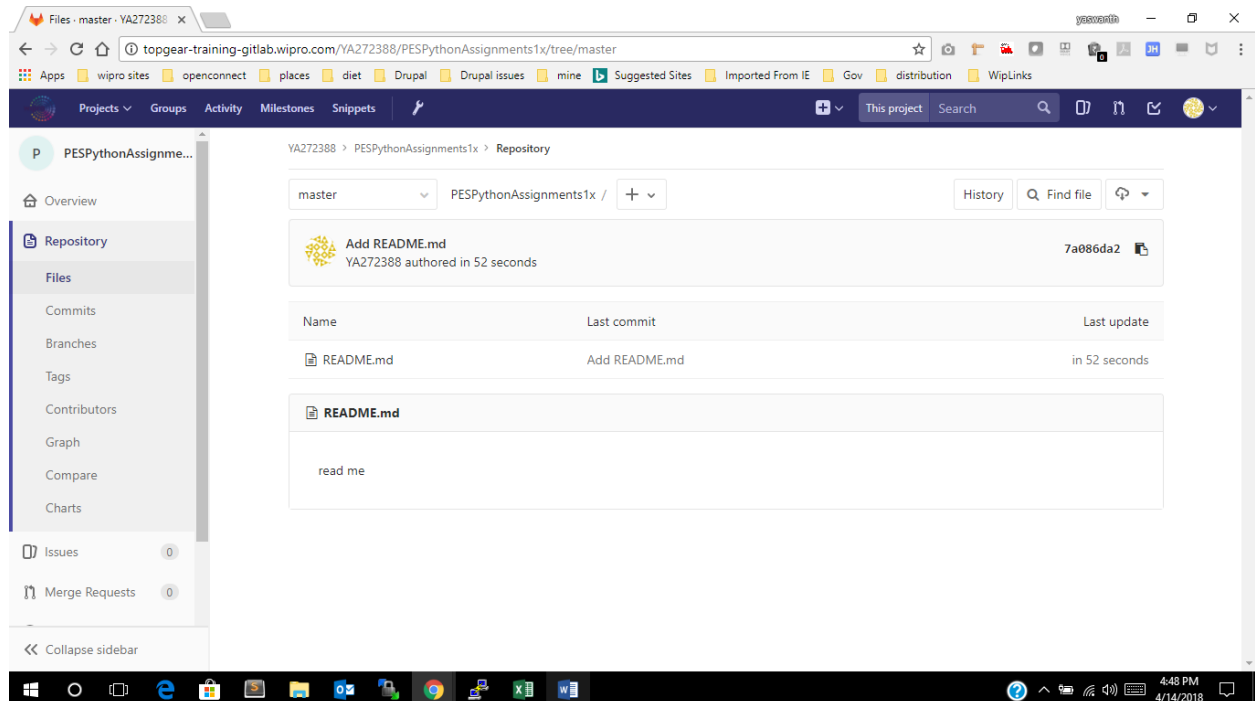 Files · master · YA272388
yaswanth
topgear-training-gitlab.wipro.com/YA272388/PESPythonAssignments1x/tree/master
Apps wipro sites openconnect places diet Drupal Drupal issues mine Suggested Sites Imported From IE Gov distribution WipLinks
Projects Groups Activity Milestones Snippets This project Search
P PESPythonAssignme...
Overview
Repository
Files
Commits
Branches
Tags
Contributors
Graph
Compare
Charts
Issues 0
Merge Requests 0
Collapse sidebar
YA272388 > PESPythonAssignments1x > Repository
master PESPythonAssignments1x / + History Find file
Add README.md
YA272388 authored in 52 seconds
7a086da2
Name Last commit Last update
README.md Add README.md in 52 seconds
README.md
read me
4:48 PM
4/14/2018